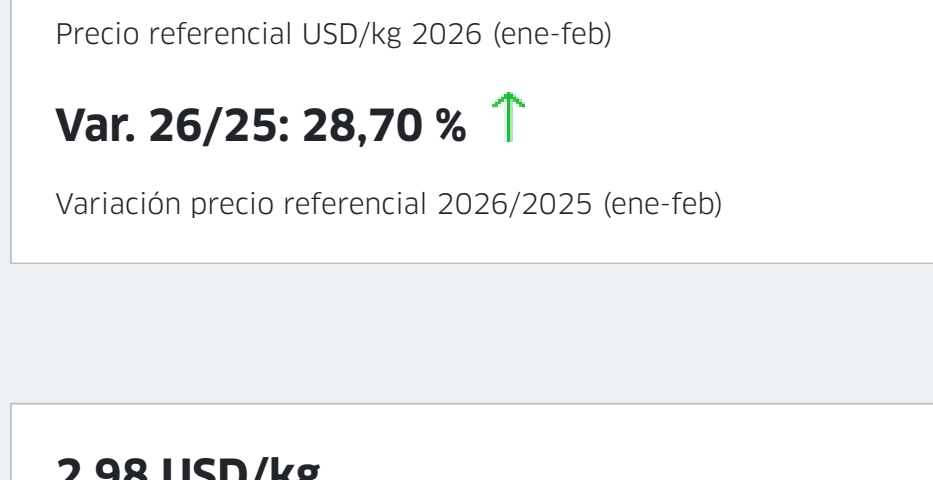 Precio referencial USD/kg 2026 (ene-feb)
Var. 26/25: 28,70 %
Variación precio referencial 2026/2025 (ene-feb)
2,98 USD/kg